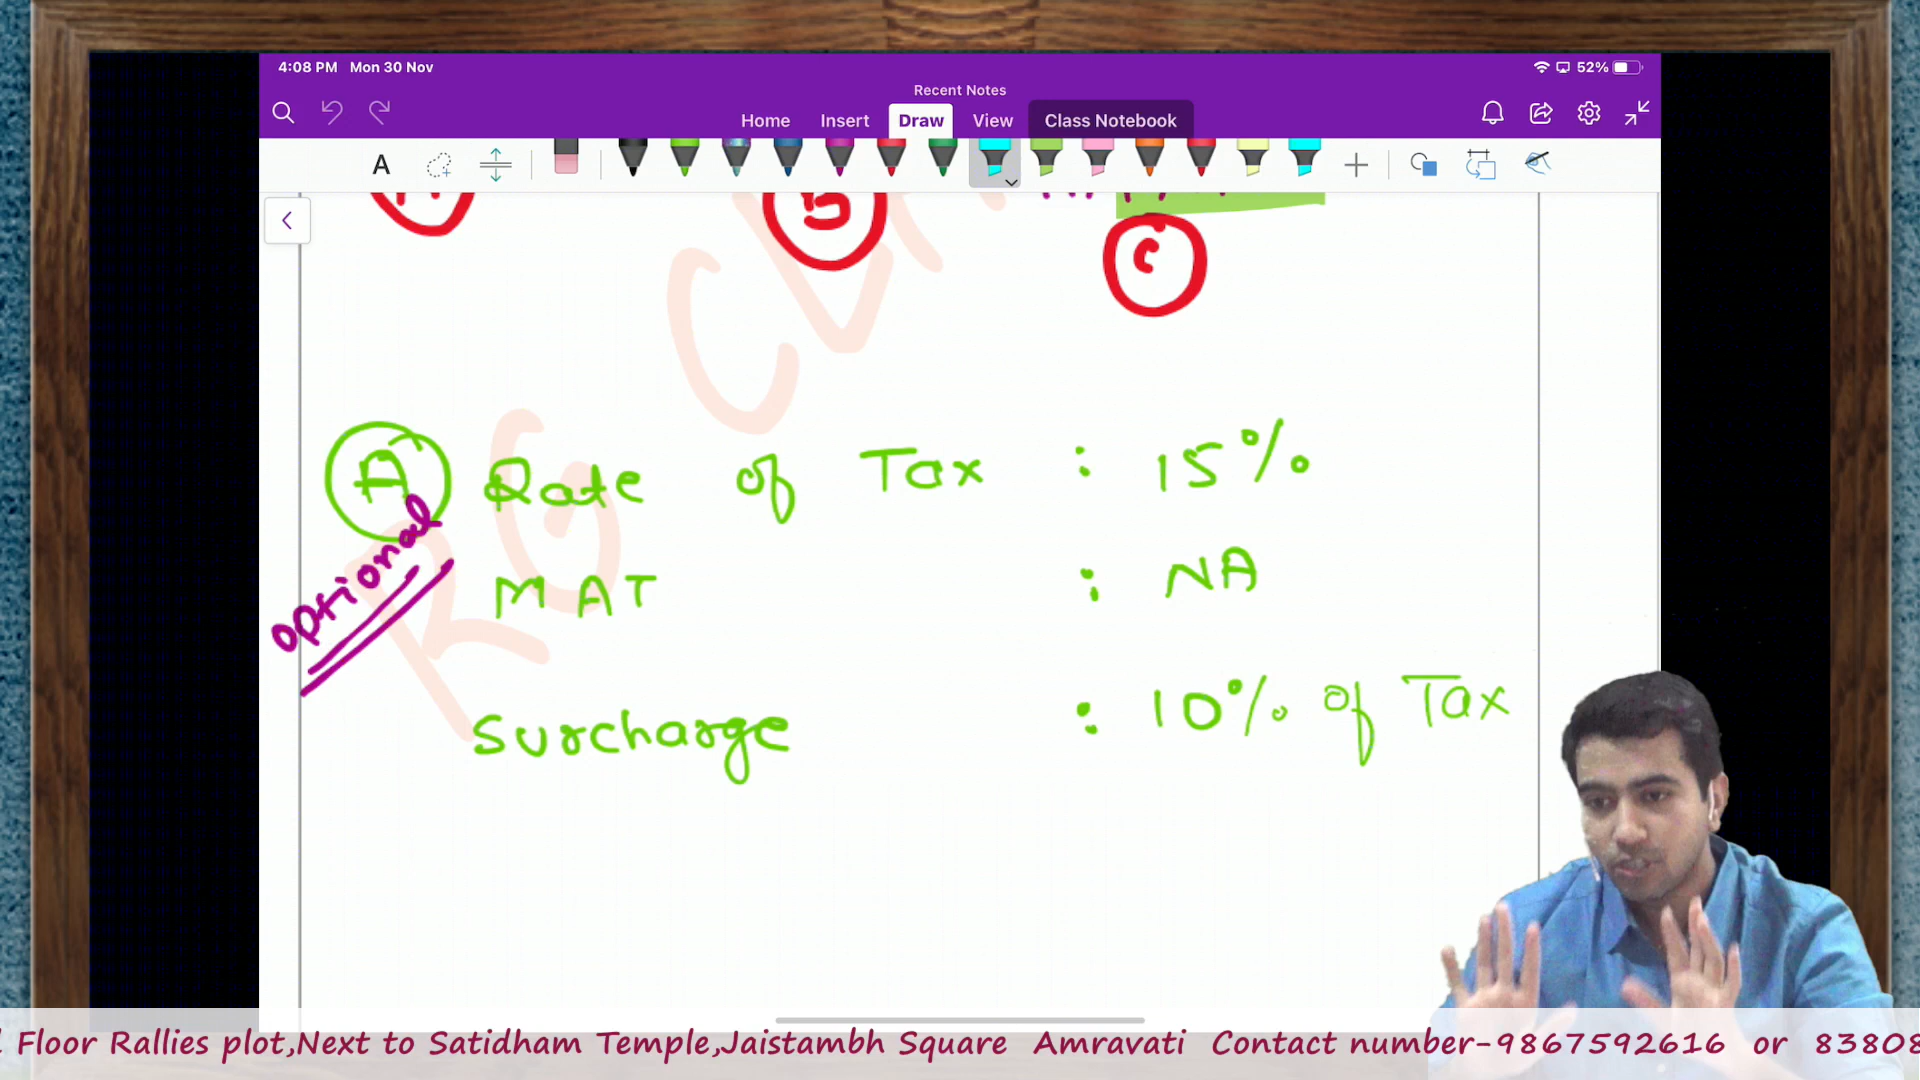 4:08 PM Mon 30 Nov
52%
Recent Notes
Home Insert Draw View Class Notebook
A
B
C
RG
A Rate of Tax : 15%
optional
MAT : NA
Surcharge : 10% of Tax
Floor Rallies plot,Next to Satidham Temple,Jaistambh Square Amravati Contact number-9867592616 or 83808